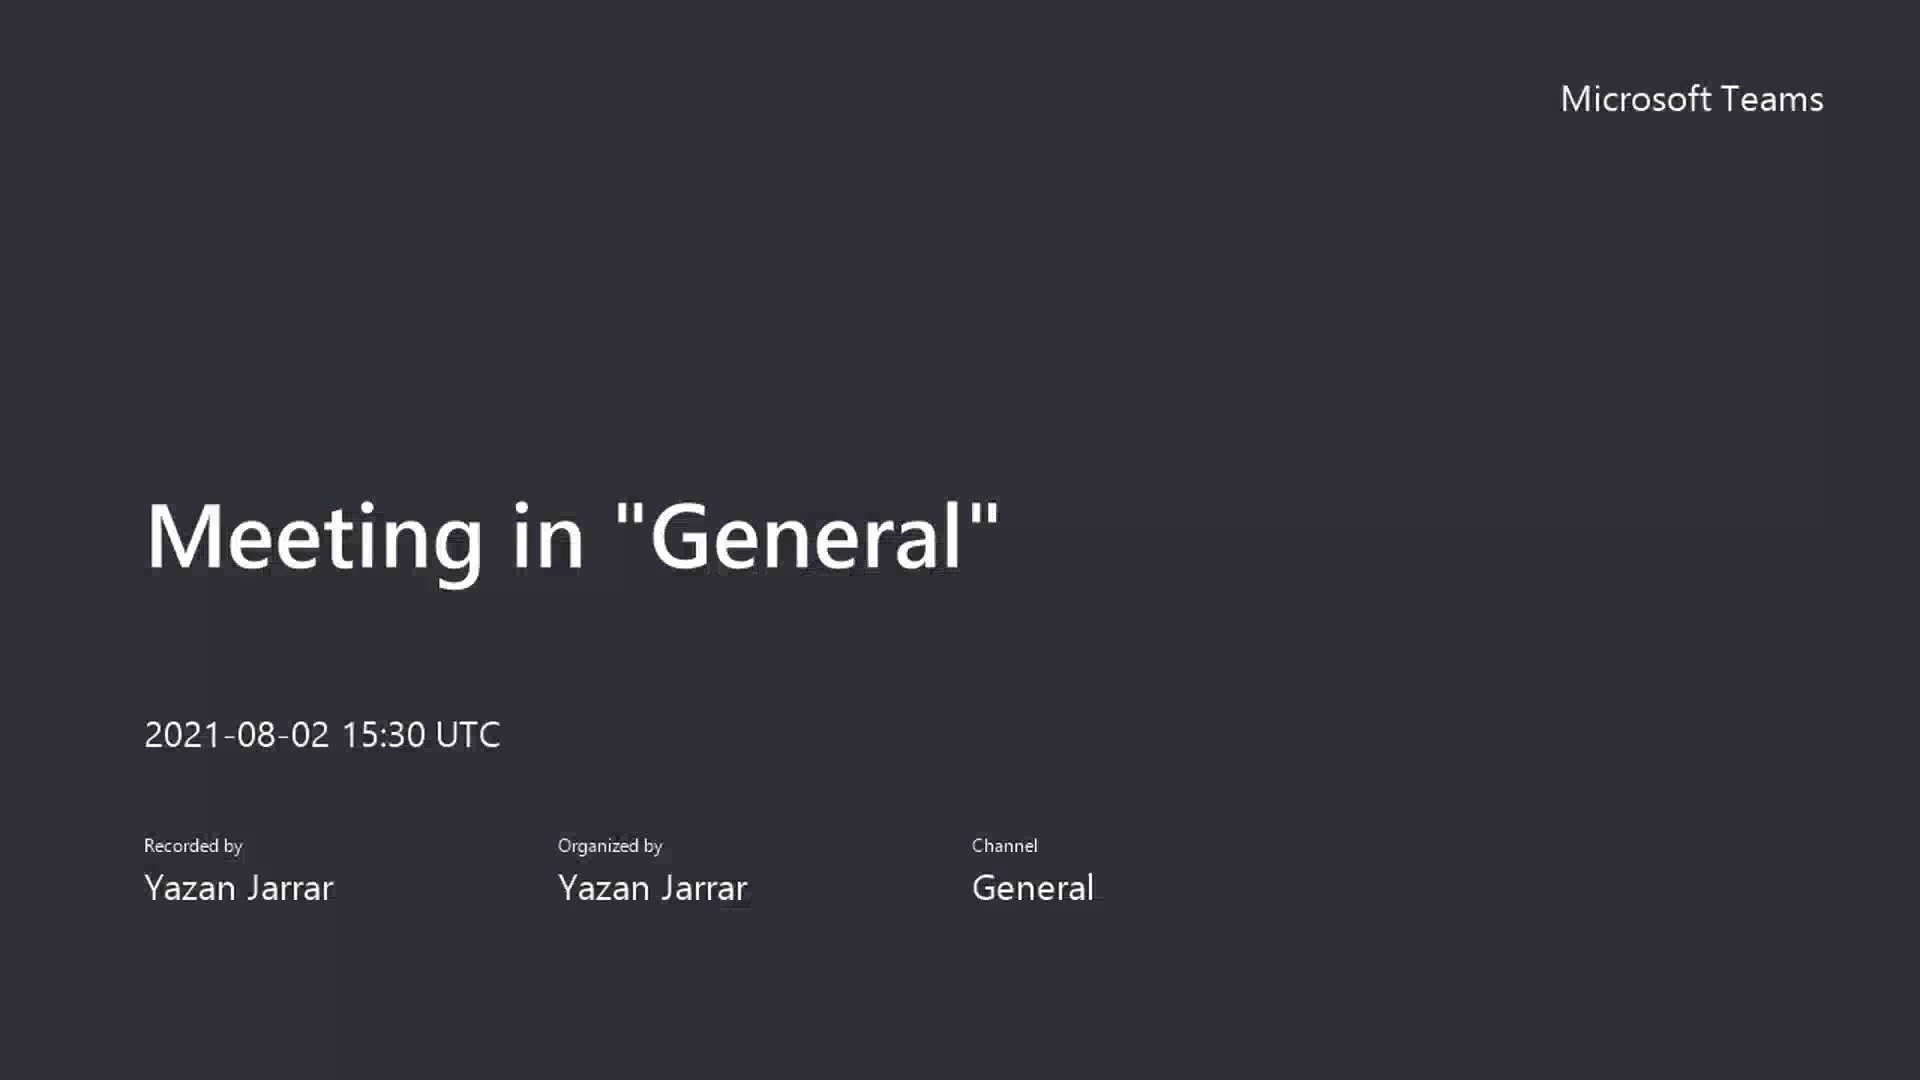 Microsoft Teams
Meeting in "General"
2021-08-02 15:30 UTC
Recorded by
Yazan Jarrar
Organized by
Yazan Jarrar
Channel
General